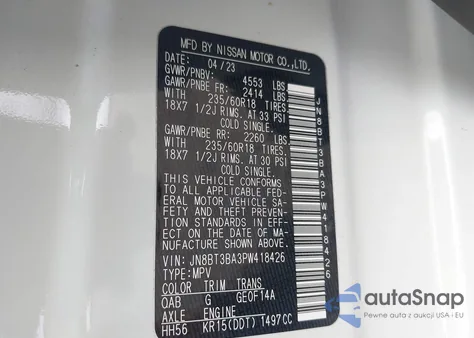 MFD BY NISSAN MOTOR CO.,LTD.
DATE: 04/23
GVWR/PNBV: 4553 LBS
GAWR/PNBE FR: 2414 LBS
WITH 235/60R18 TIRES,
18X7 1/2J RIMS, AT 33 PSI
COLD SINGLE.
GAWR/PNBE RR: 2260 LBS
WITH 235/60R18 TIRES,
18X7 1/2J RIMS, AT 30 PSI
COLD SINGLE.
THIS VEHICLE CONFORMS
TO ALL APPLICABLE FED-
ERAL MOTOR VEHICLE SA-
FETY AND THEFT PREVEN-
TION STANDARDS IN EFFECT
ON THE DATE OF MANUFAC-
TURE SHOWN ABOVE.
VIN: JN8BT3BA3PW418426
TYPE: MPV
COLOR TRIM TRANS
QAB G GE0F14A
AXLE ENGINE
HH56 KR15(DDT) 1497CC
JN8BT3BA3PW418426
autaSnap
Pewne auta z aukcji USA i EU